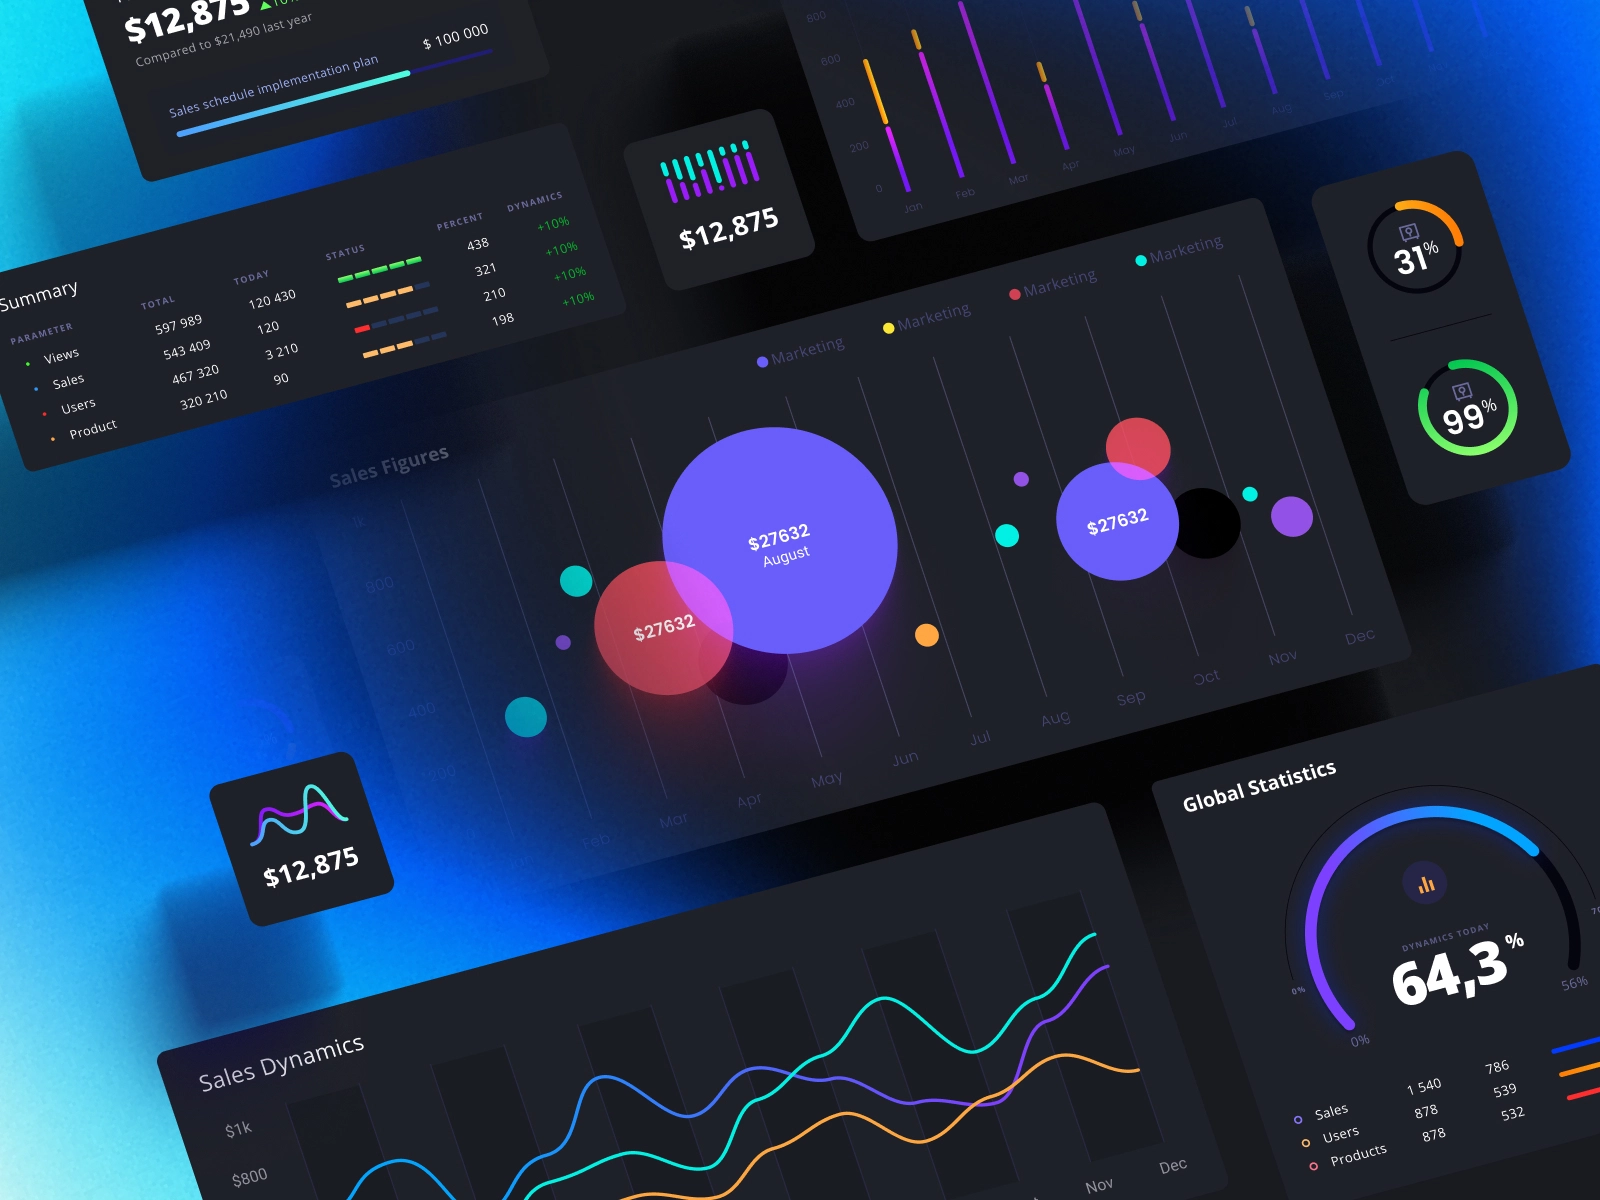 $12,875
Compared to $21,490 last year
Sales schedule implementation plan
$ 100 000
Summary
PARAMETER TOTAL TODAY STATUS PERCENT DYNAMICS
Views 597 989 120 430 438 +10%
Sales 543 409 120 321 +10%
Users 467 320 3 210 210 +10%
Product 320 210 90 198 +10%
$12,875
800
600
400
200
0
Jan Feb Mar Apr May Jun Jul Aug Sep Oct
31%
99%
Sales Figures
Marketing Marketing Marketing Marketing
800
600
400
200
$27632
August
$27632
$27632
Feb Mar Apr May Jun Jul Aug Sep Oct Nov Dec
$12,875
Sales Dynamics
$1k
$800
Nov Dec
Global Statistics
DYNAMICS TODAY
64,3%
0%
0%
56%
Sales 1 540 786
Users 878 539
Products 878 532